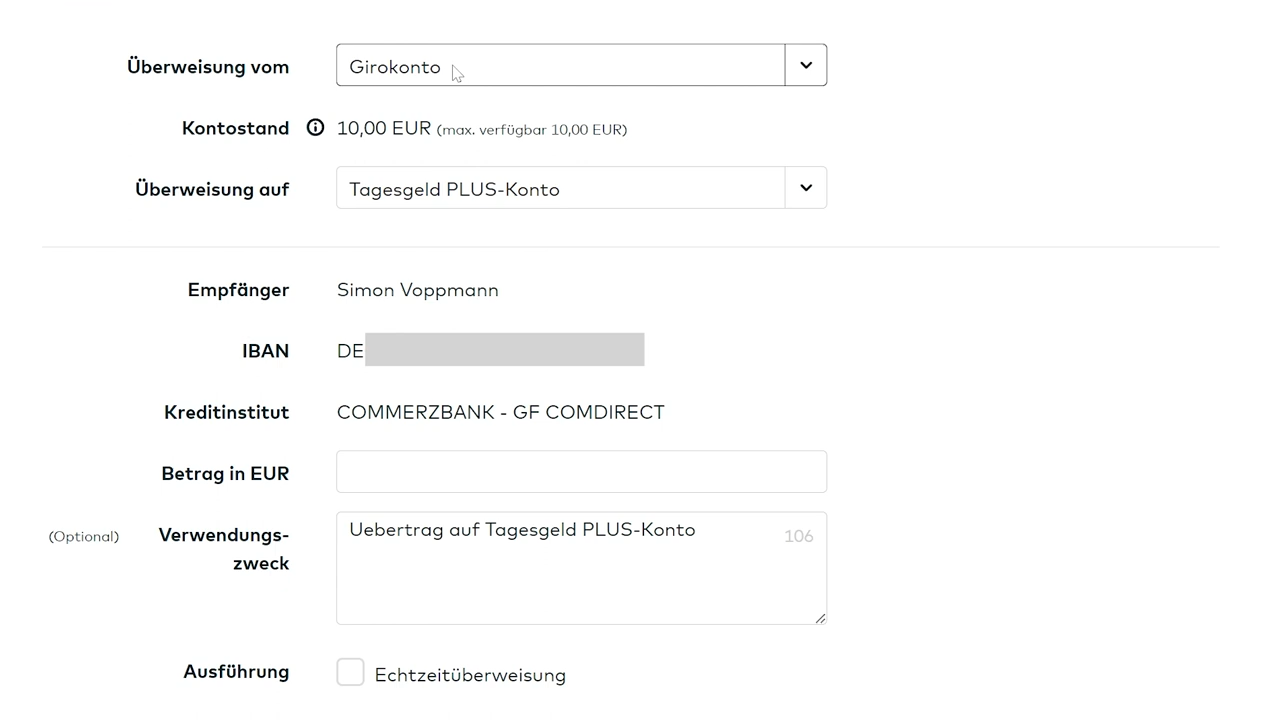 Überweisung vom Girokonto
Kontostand 10,00 EUR (max. verfügbar 10,00 EUR)
Überweisung auf Tagesgeld PLUS-Konto
Empfänger Simon Voppmann
IBAN DE
Kreditinstitut COMMERZBANK - GF COMDIRECT
Betrag in EUR
(Optional) Verwendungs-
zweck
Uebertrag auf Tagesgeld PLUS-Konto 106
Ausführung Echtzeitüberweisung